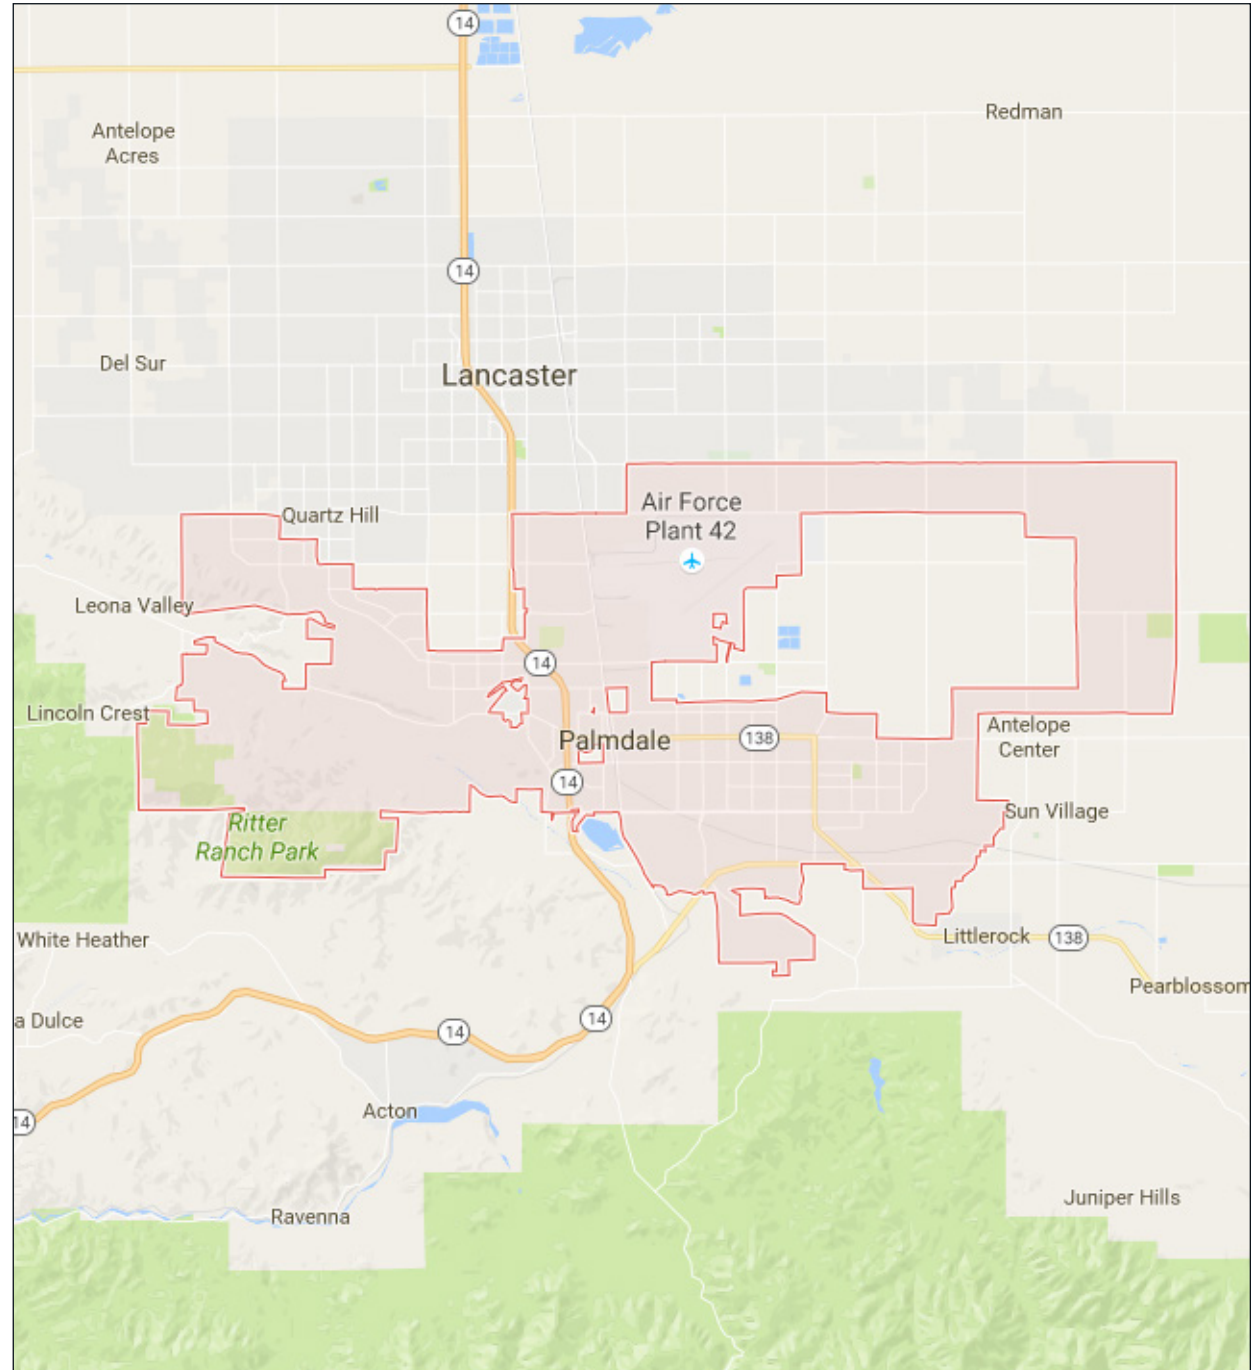 14
Redman
Antelope
Acres
14
Del Sur
Lancaster
Air Force
Plant 42
Quartz Hill
Leona Valley
14
Lincoln Crest
Antelope
Center
Palmdale
138
14
Sun Village
Ritter
Ranch Park
White Heather
Littlerock
138
Pearblossom
a Dulce
14
14
Acton
14
Juniper Hills
Ravenna